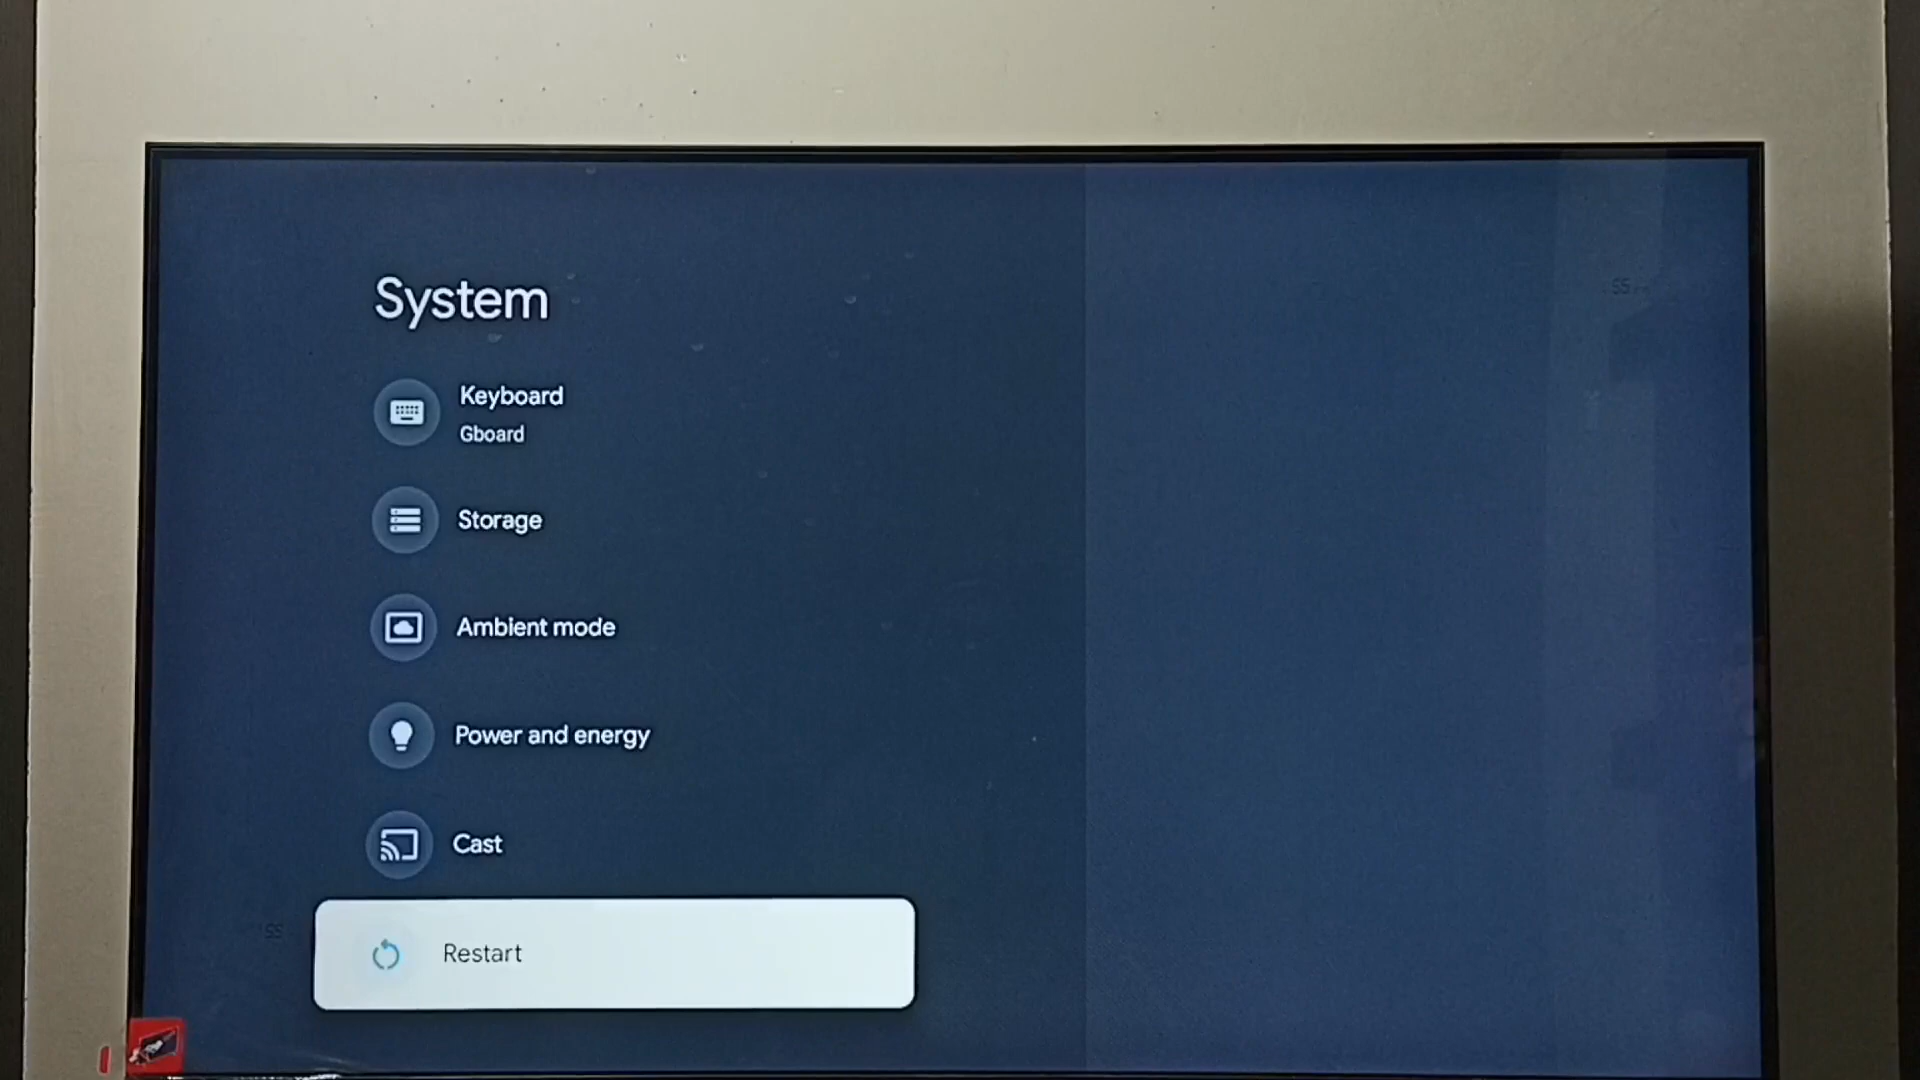 System
Keyboard
Gboard
Storage
Ambient mode
Power and energy
Cast
Restart